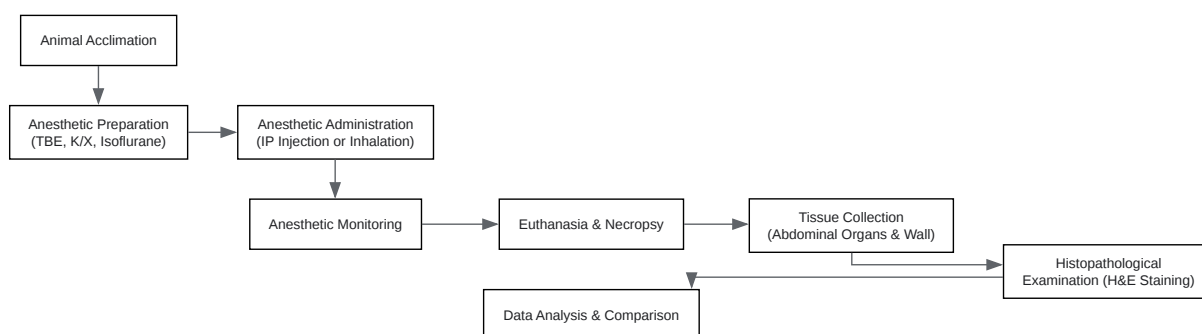 Animal Acclimation
Anesthetic Preparation
(TBE, K/X, Isoflurane)
Anesthetic Administration
(IP Injection or Inhalation)
Anesthetic Monitoring
Euthanasia & Necropsy
Tissue Collection
(Abdominal Organs & Wall)
Histopathological
Examination (H&E Staining)
Data Analysis & Comparison